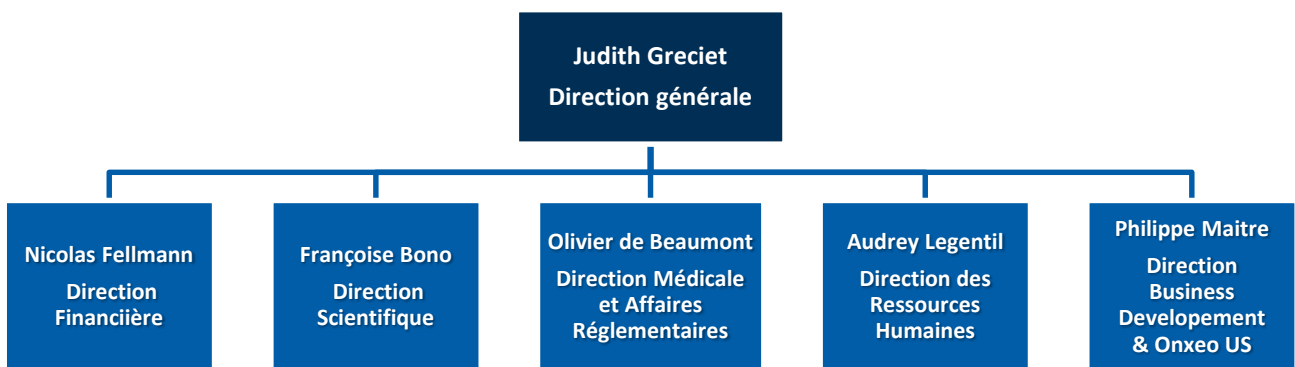 Judith Greciet
Direction générale
Nicolas Fellmann
Direction
Financiière
Françoise Bono
Direction
Scientifique
Olivier de Beaumont
Direction Médicale
et Affaires
Réglementaires
Audrey Legentil
Direction des
Ressources
Humaines
Philippe Maitre
Direction
Business
Developement
& Onxeo US